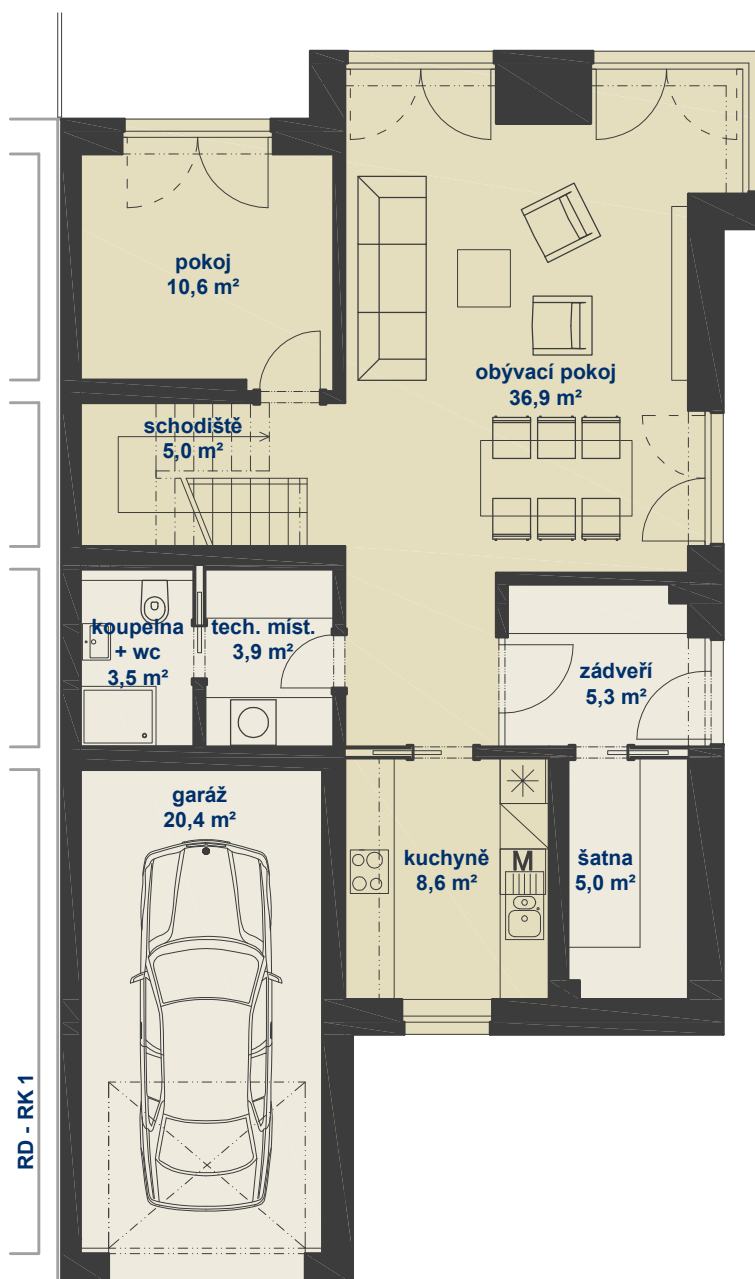 pokoj
10,6 m²
obývací pokoj
36,9 m²
schodiště
5,0 m²
koupelna
+ wc
3,5 m²
tech. míst.
3,9 m²
zádveří
5,3 m²
garáž
20,4 m²
kuchyně
8,6 m²
M
šatna
5,0 m²
RD - RK 1